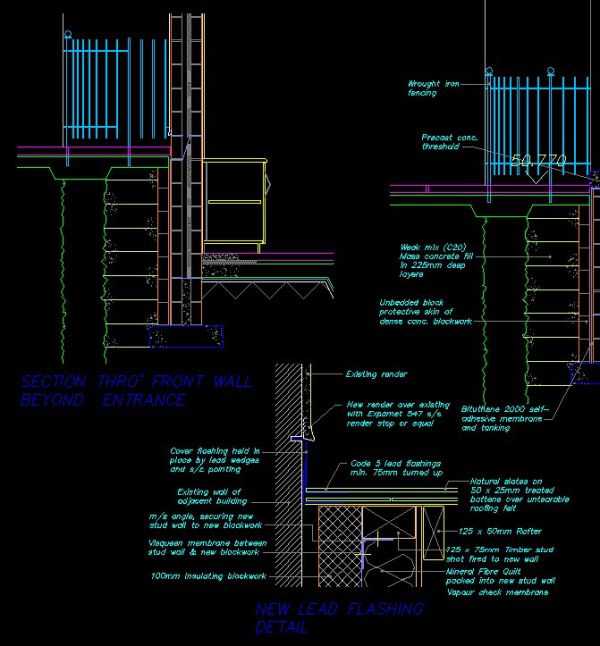 Wrought iron
fencing
Precast conc.
threshold
50.770
Weak mix (C20)
Mass concrete fill
in 225mm deep
layers
Unbedded block
protective skin of
dense conc. blockwork
SECTION THRO' FRONT WALL
BEYOND ENTRANCE
Bituthane 2000 self-
adhesive membrane
and tanking
Existing render
New render over existing
with Expamet 547 s/s
render stop or equal
Cover flashing held in
place by lead wedges
and s/s. pointing
Code 5 lead flashings
min. 75mm turned up
Natural slates on
50 x 25mm treated
battens over untearable
roofing felt.
Existing wall of
adjacent building
m/s angle, securing new
stud wall to new blockwork
125 x 50mm Rafter
Visqueen membrane between
stud wall & new blockwork
125 x 75mm Timber stud
shot fired to new wall
100mm Insulating blockwork
Mineral Fibre Quilt
packed into new stud wall
Vapour check membrane
NEW LEAD FLASHING
DETAIL